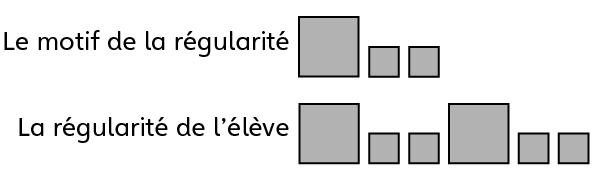 Le motif de la régularité
La régularité de l'élève